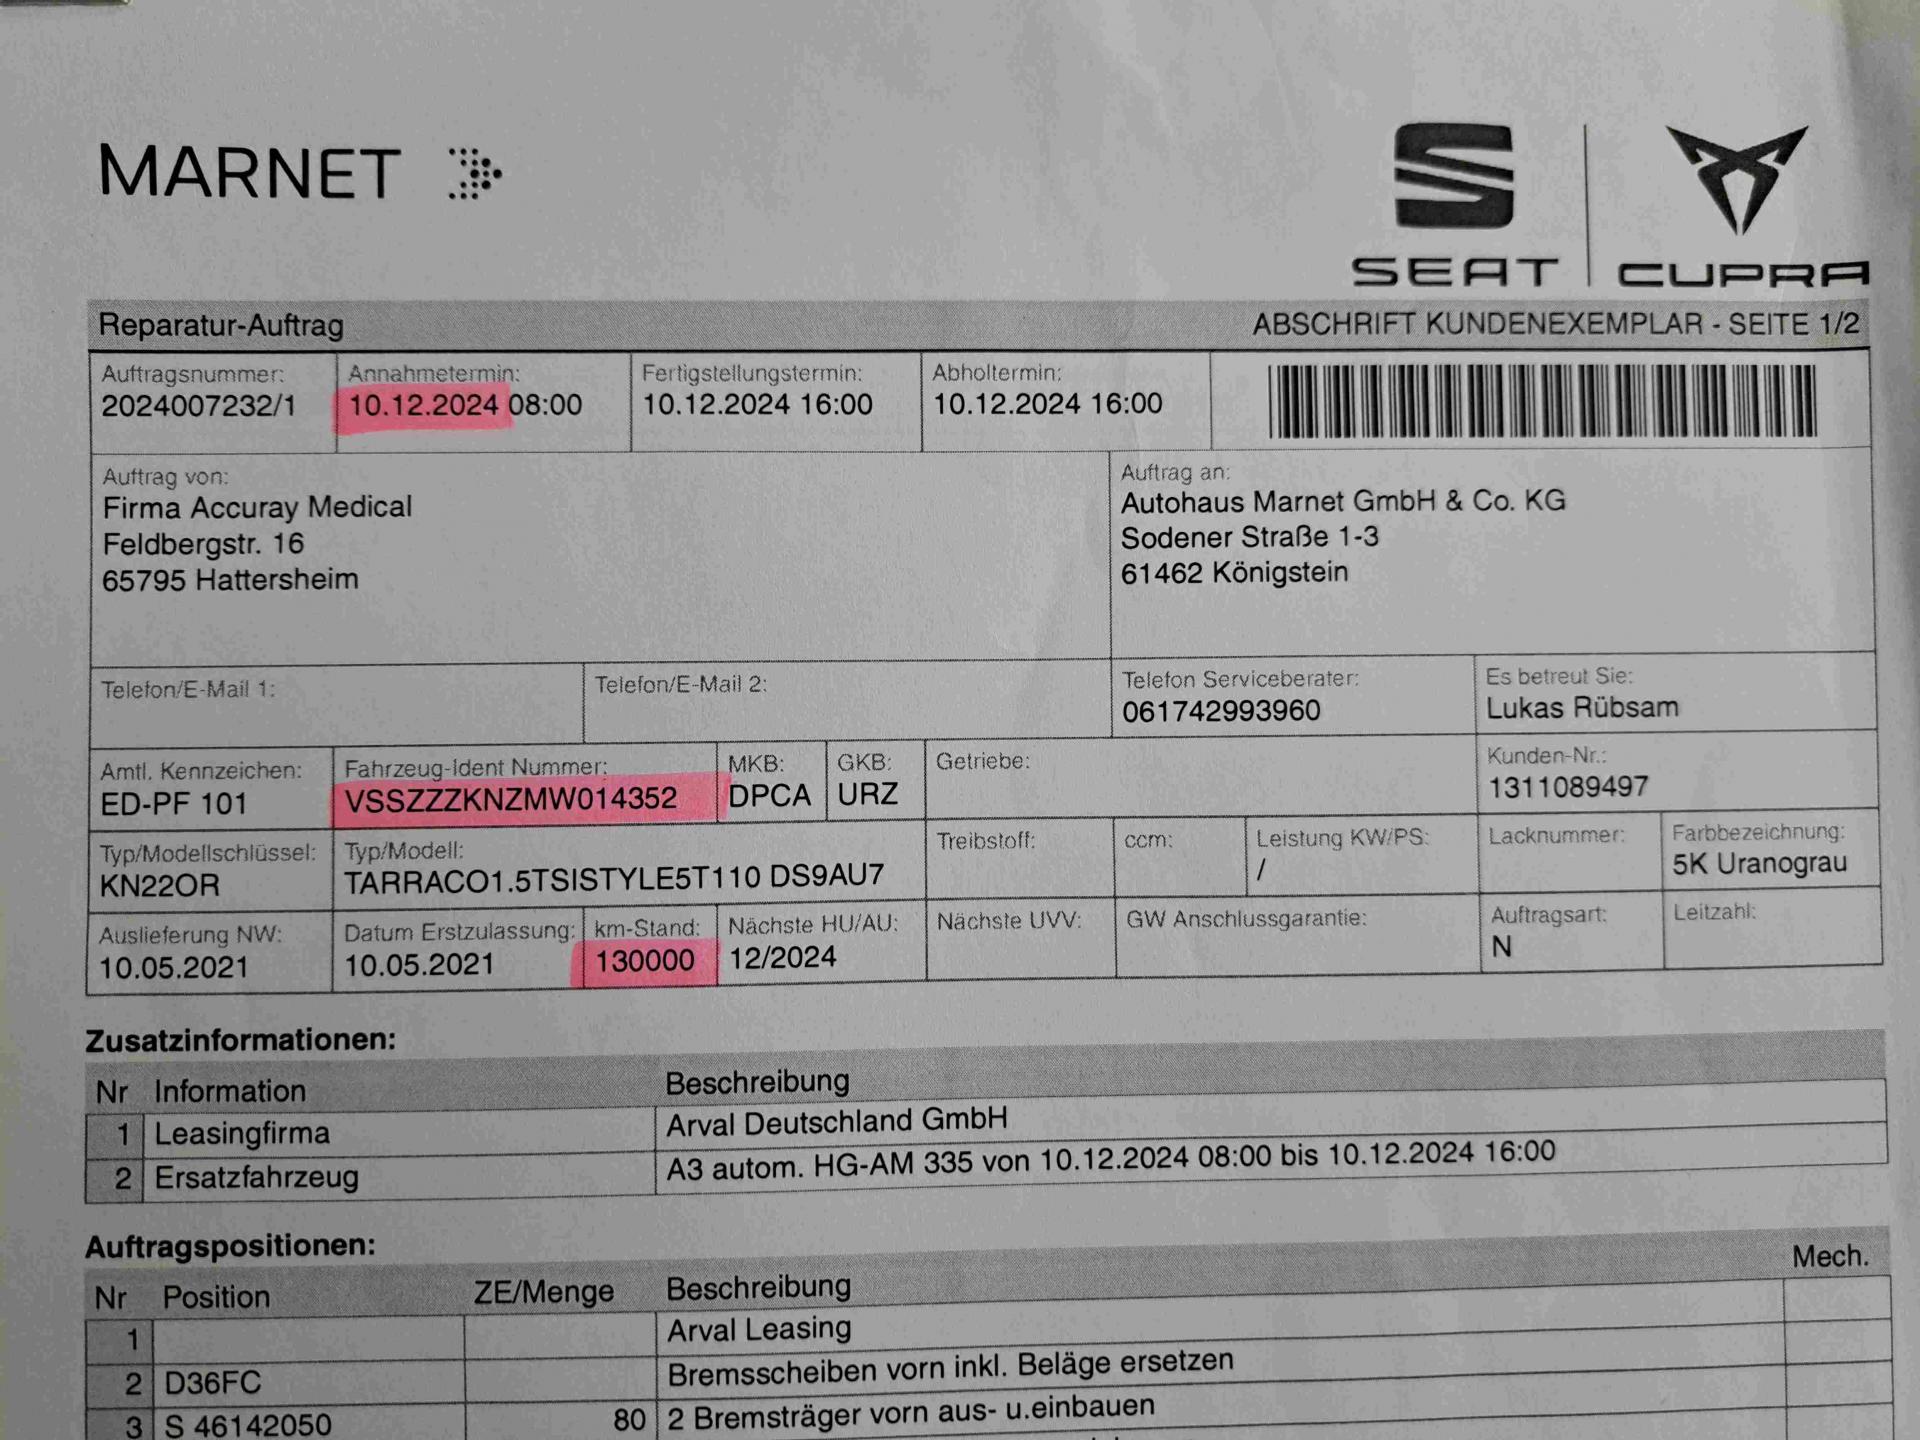 MARNET
SEAT
CUPRA
Reparatur-Auftrag
ABSCHRIFT KUNDENEXEMPLAR - SEITE 1/2
Auftragsnummer:
2024007232/1
Annahmetermin:
10.12.2024 08:00
Fertigstellungstermin:
10.12.2024 16:00
Abholtermin:
10.12.2024 16:00
Auftrag von:
Firma Accuray Medical
Feldbergstr. 16
65795 Hattersheim
Auftrag an:
Autohaus Marnet GmbH & Co. KG
Sodener Straße 1-3
61462 Königstein
Telefon/E-Mail 1:
Telefon/E-Mail 2:
Telefon Serviceberater:
061742993960
Es betreut Sie:
Lukas Rübsam
Amtl. Kennzeichen:
ED-PF 101
Fahrzeug-Ident Nummer:
VSSZZZKNZMW014352
MKB:
DPCA
GKB:
URZ
Getriebe:
Kunden-Nr.:
1311089497
Typ/Modellschlüssel:
KN22OR
Typ/Modell:
TARRACO1.5TSISTYLE5T110 DS9AU7
Treibstoff:
ccm:
Leistung KW/PS:
/
Lacknummer:
Farbbezeichnung:
5K Uranograu
Auslieferung NW:
10.05.2021
Datum Erstzulassung:
10.05.2021
km-Stand:
130000
Nächste HU/AU:
12/2024
Nächste UVV:
GW Anschlussgarantie:
Auftragsart:
N
Leitzahl:
Zusatzinformationen:
Nr Information Beschreibung
1 Leasingfirma Arval Deutschland GmbH
2 Ersatzfahrzeug A3 autom. HG-AM 335 von 10.12.2024 08:00 bis 10.12.2024 16:00
Auftragspositionen:
Nr Position ZE/Menge Beschreibung Mech.
1 Arval Leasing
2 D36FC Bremsscheiben vorn inkl. Beläge ersetzen
3 S 46142050 80 2 Bremsträger vorn aus- u.einbauen